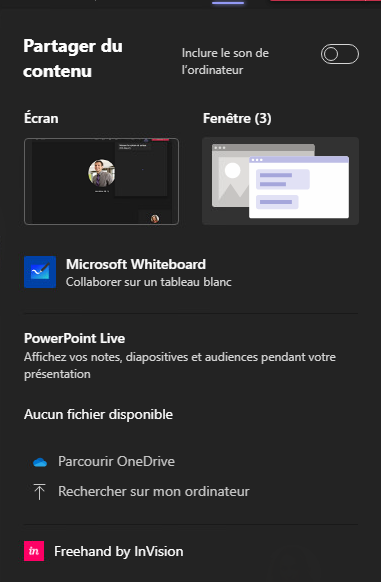 Partager du
contenu
Inclure le son de
l'ordinateur
Écran
Fenêtre (3)
Microsoft Whiteboard
Collaborer sur un tableau blanc
PowerPoint Live
Affichez vos notes, diapositives et audiences pendant votre
présentation
Aucun fichier disponible
Parcourir OneDrive
Rechercher sur mon ordinateur
in
Freehand by InVision